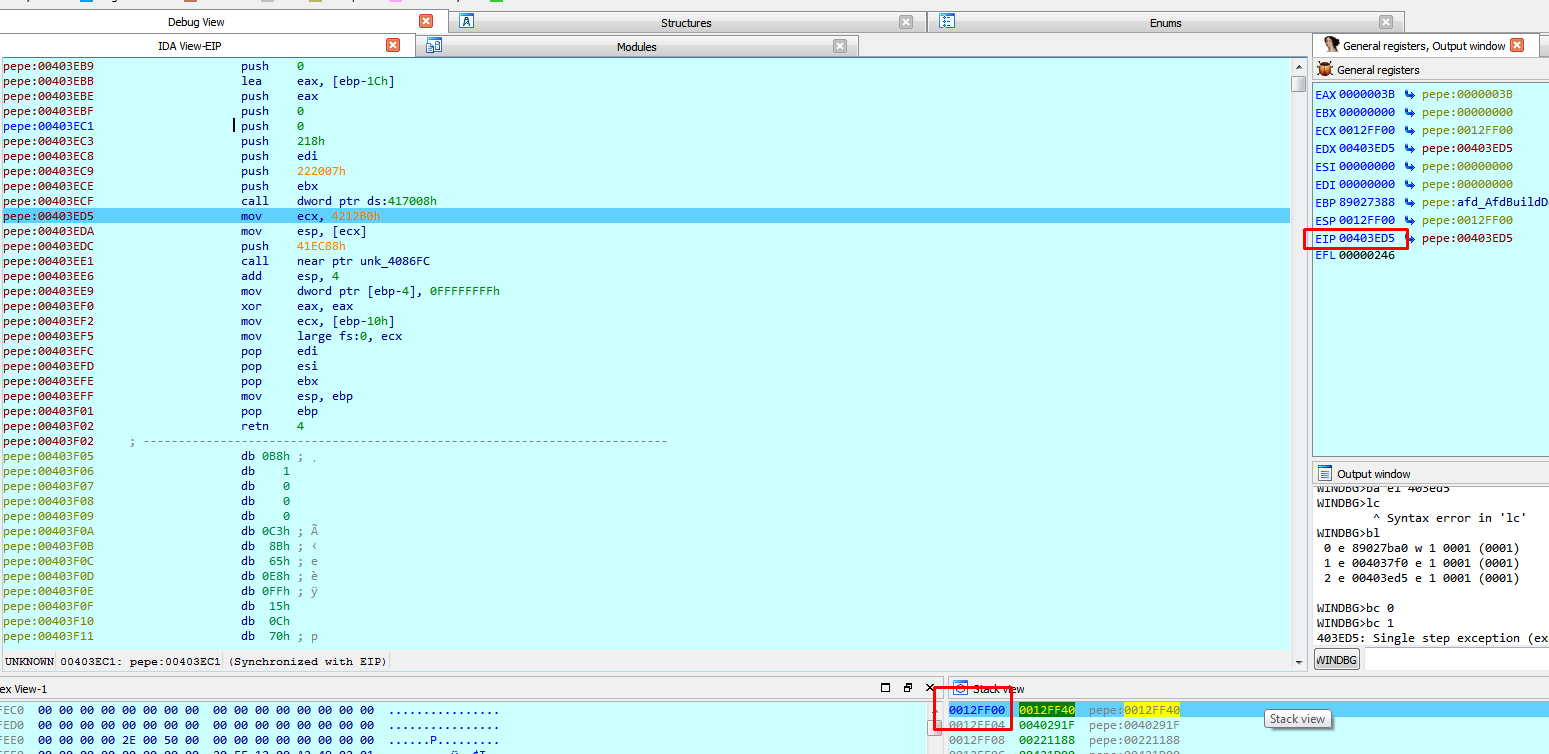 Debug View
Structures
Enums
IDA View-EIP
Modules
General registers, Output window
pepe:00403EB9 push 0
pepe:00403EBB lea eax, [ebp-1Ch]
pepe:00403EBE push eax
pepe:00403EBF push 0
pepe:00403EC1 push 0
pepe:00403EC3 push 218h
pepe:00403EC8 push edi
pepe:00403EC9 push 222007h
pepe:00403ECE push ebx
pepe:00403ECF call dword ptr ds:417008h
pepe:00403ED5 mov ecx, 4212B0h
pepe:00403EDA mov esp, [ecx]
pepe:00403EDC push 41EC88h
pepe:00403EE1 call near ptr unk_4086FC
pepe:00403EE6 add esp, 4
pepe:00403EE9 mov dword ptr [ebp-4], 0FFFFFFFFh
pepe:00403EF0 xor eax, eax
pepe:00403EF2 mov ecx, [ebp-10h]
pepe:00403EF5 mov large fs:0, ecx
pepe:00403EFC pop edi
pepe:00403EFD pop esi
pepe:00403EFE pop ebx
pepe:00403EFF mov esp, ebp
pepe:00403F01 pop ebp
pepe:00403F02 retn 4
pepe:00403F02 ; ---------------------------------------------------------------------------
pepe:00403F05 db 0B8h ; ¸
pepe:00403F06 db 1
pepe:00403F07 db 0
pepe:00403F08 db 0
pepe:00403F09 db 0
pepe:00403F0A db 0C3h ; Ã
pepe:00403F0B db 8Bh ; ‹
pepe:00403F0C db 65h ; e
pepe:00403F0D db 0E8h ; è
pepe:00403F0E db 0FFh ; ÿ
pepe:00403F0F db 15h
pepe:00403F10 db 0Ch
pepe:00403F11 db 70h ; p
UNKNOWN 00403EC1: pepe:00403EC1 (Synchronized with EIP)
General registers
EAX 0000003B pepe:0000003B
EBX 00000000 pepe:00000000
ECX 0012FF00 pepe:0012FF00
EDX 00403ED5 pepe:00403ED5
ESI 00000000 pepe:00000000
EDI 00000000 pepe:00000000
EBP 89027388 pepe:afd_AfdBuildD
ESP 0012FF00 pepe:0012FF00
EIP 00403ED5 pepe:00403ED5
EFL 00000246
Output window
WINDBG>ba e1 403ed5
WINDBG>lc
^ Syntax error in 'lc'
WINDBG>bl
0 e 89027ba0 w 1 0001 (0001)
1 e 004037f0 e 1 0001 (0001)
2 e 00403ed5 e 1 0001 (0001)
WINDBG>bc 0
WINDBG>bc 1
403ED5: Single step exception (ex
WINDBG
ex View-1
FEC0 00 00 00 00 00 00 00 00 00 00 00 00 00 00 00 00 ................
FED0 00 00 00 00 00 00 00 00 00 00 00 00 00 00 00 00 ................
FEE0 00 00 00 00 2E 00 50 00 00 00 00 00 00 00 00 00 ......P.........
Stack view
0012FF00 0012FF40 pepe:0012FF40
0012FF04 0040291F pepe:0040291F
0012FF08 00221188 pepe:00221188
Stack view